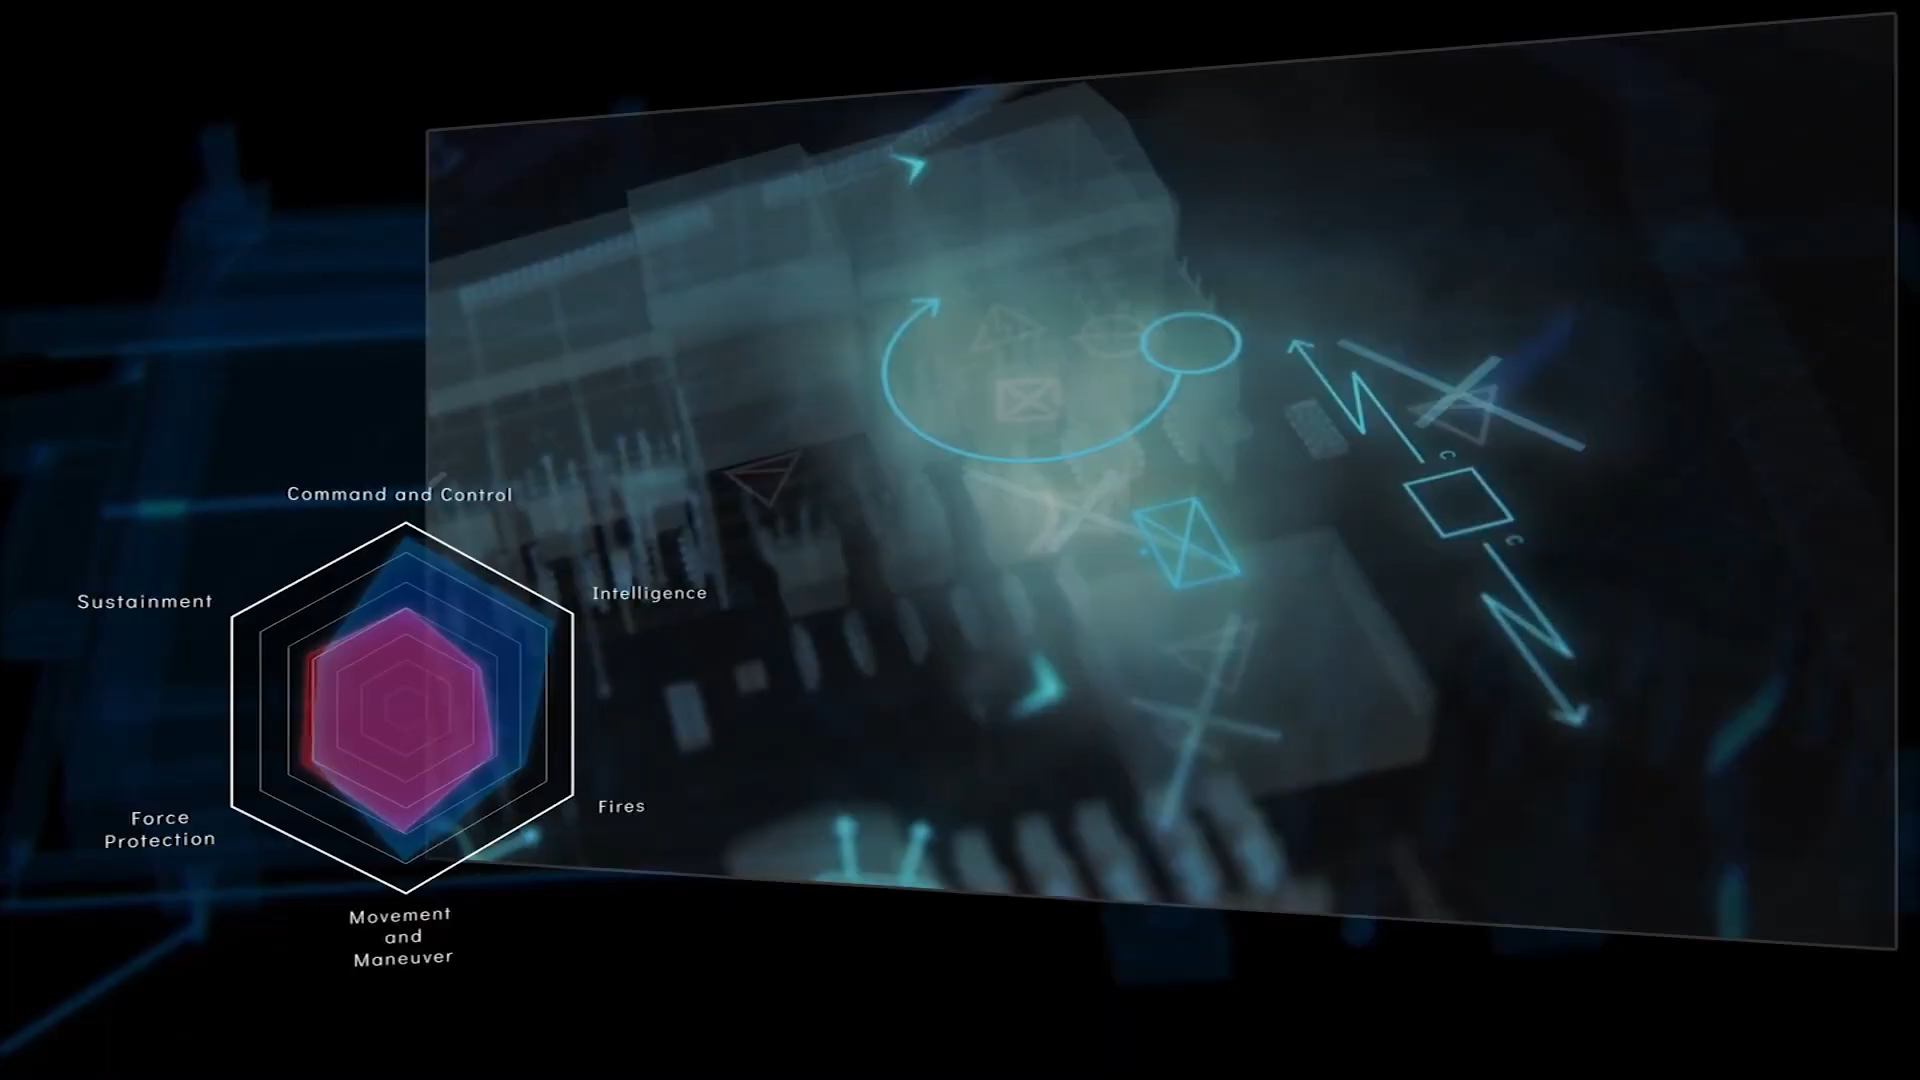 Command and Control
Sustainment
Intelligence
C
C
Force
Protection
Fires
Movement
and
Maneuver